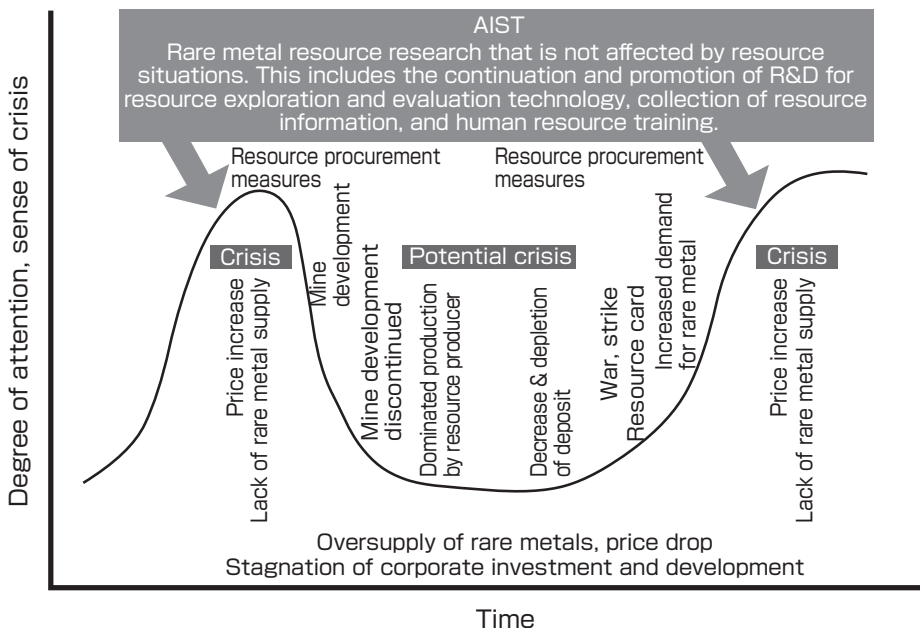 AIST
Rare metal resource research that is not affected by resource
situations. This includes the continuation and promotion of R&D for
resource exploration and evaluation technology, collection of resource
information, and human resource training.
Resource procurement
measures
Resource procurement
measures
Degree of attention, sense of crisis
Crisis
Price increase
Lack of rare metal supply
Mine
development
Mine development
discontinued
Potential crisis
Dominated production
by resource producer
Decrease & depletion
of deposit
War, strike
Resource card
Increased demand
for rare metal
Crisis
Price increase
Lack of rare metal supply
Oversupply of rare metals, price drop
Stagnation of corporate investment and development
Time